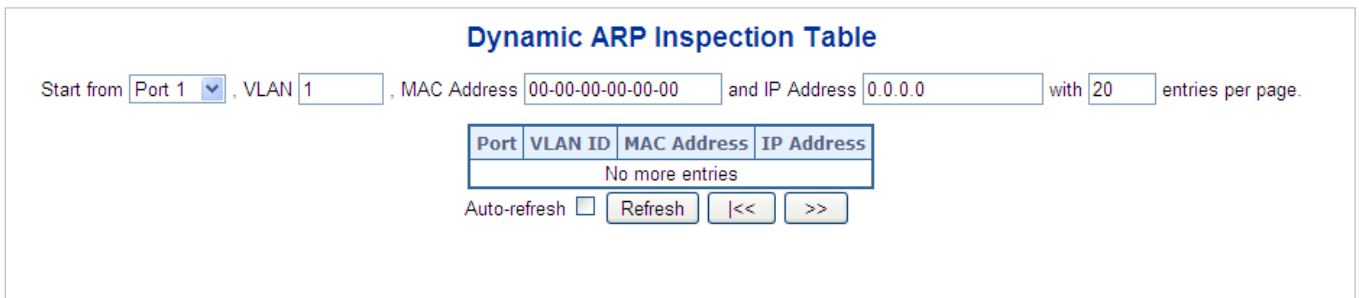 Dynamic ARP Inspection Table
Start from Port 1 , VLAN 1 , MAC Address 00-00-00-00-00-00 and IP Address 0.0.0.0 with 20 entries per page.
Port VLAN ID MAC Address IP Address
No more entries
Auto-refresh Refresh |<< >>